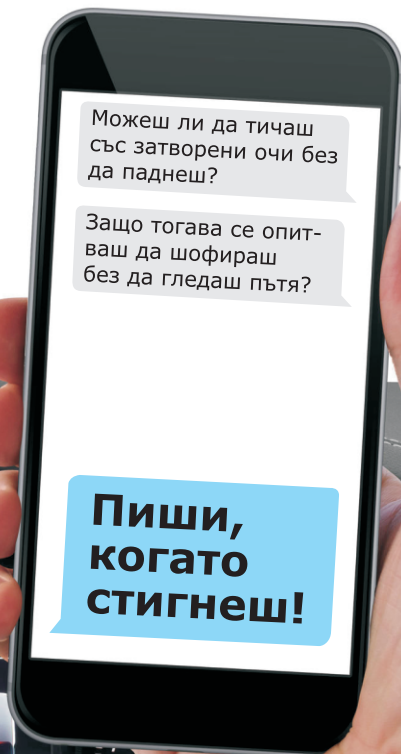 Можеш ли да тичаш
със затворени очи без
да паднеш?
Защо тогава се опит-
ваш да шофираш
без да гледаш пътя?
Пиши,
когато
стигнеш!